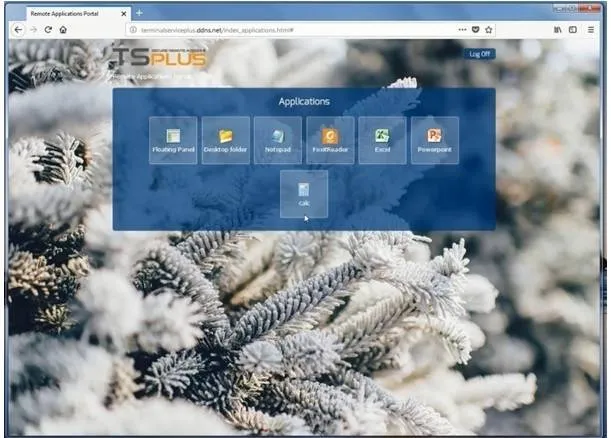 Remote Applications Portal
terminalserviceplus.ddns.net/index_applications.html#
TSPLUS
SECURE REMOTE ACCESS
Remote Applications Portal
Log Off
Applications
Floating Panel
Desktop folder
Notepad
FoxitReader
Excel
Powerpoint
calc